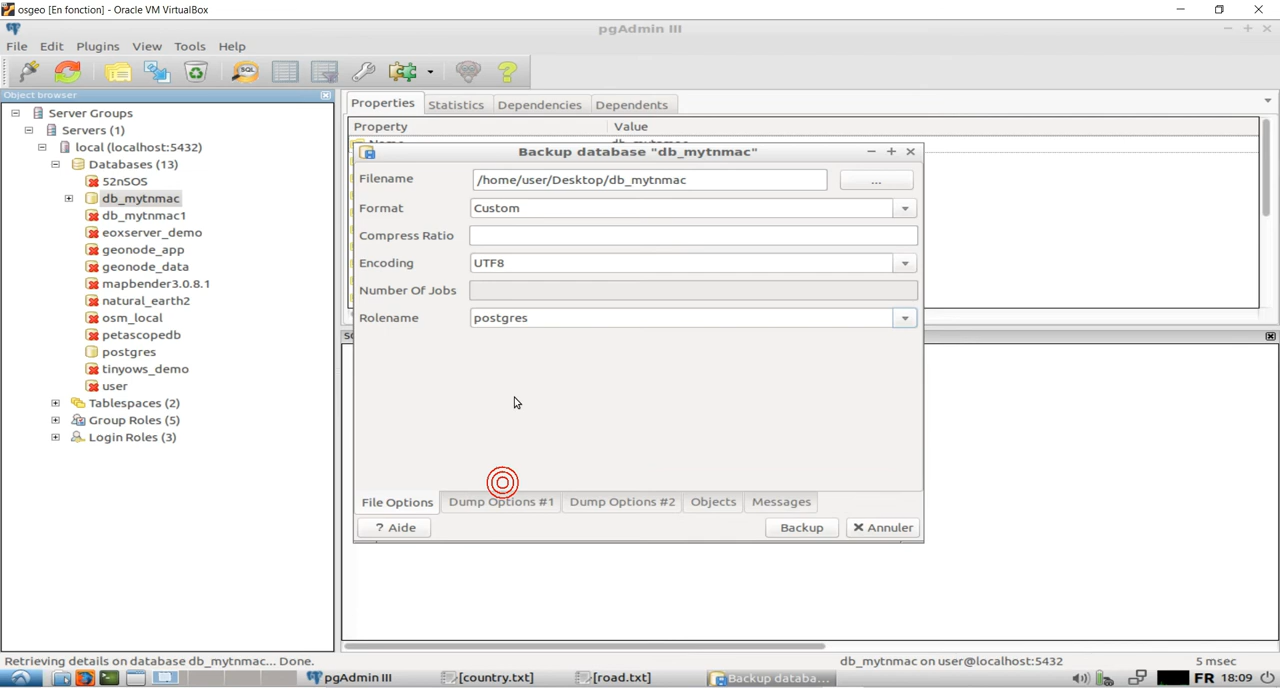 osgeo [En fonction] - Oracle VM VirtualBox
pgAdmin III
File Edit Plugins View Tools Help
SQL
Object browser
Server Groups
Servers (1)
local (localhost:5432)
Databases (13)
52nSOS
db_mytnmac
db_mytnmac1
eoxserver_demo
geonode_app
geonode_data
mapbender3.0.8.1
natural_earth2
osm_local
petascopedb
postgres
tinyows_demo
user
Tablespaces (2)
Group Roles (5)
Login Roles (3)
Properties Statistics Dependencies Dependents
Property Value
Backup database "db_mytnmac"
Filename /home/user/Desktop/db_mytnmac ...
Format Custom
Compress Ratio
Encoding UTF8
Number Of Jobs
Rolename postgres
File Options Dump Options #1 Dump Options #2 Objects Messages
? Aide Backup Annuler
Retrieving details on database db_mytnmac... Done. db_mytnmac on user@localhost:5432 5 msec
pgAdmin III [country.txt] [road.txt] Backup databa... FR 18:09